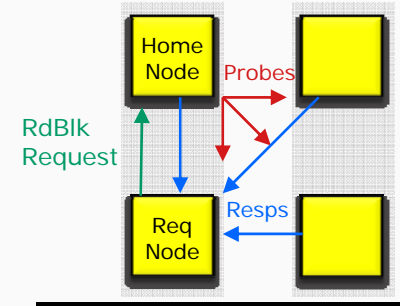 Home
Node
Probes
RdBlk
Request
Req
Node
Resps